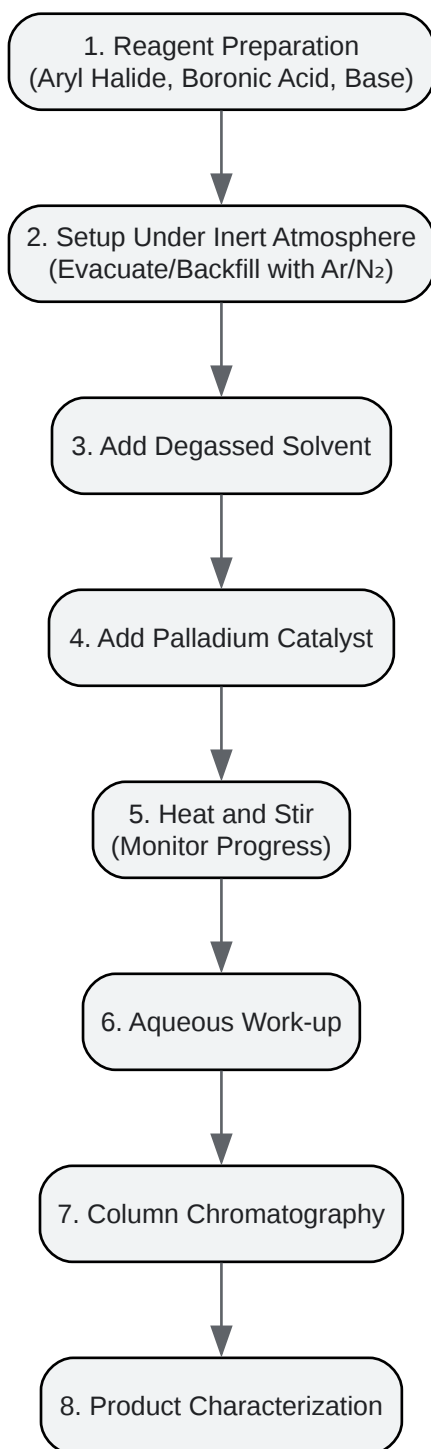 1. Reagent Preparation
(Aryl Halide, Boronic Acid, Base)
2. Setup Under Inert Atmosphere
(Evacuate/Backfill with Ar/N₂)
3. Add Degassed Solvent
4. Add Palladium Catalyst
5. Heat and Stir
(Monitor Progress)
6. Aqueous Work-up
7. Column Chromatography
8. Product Characterization